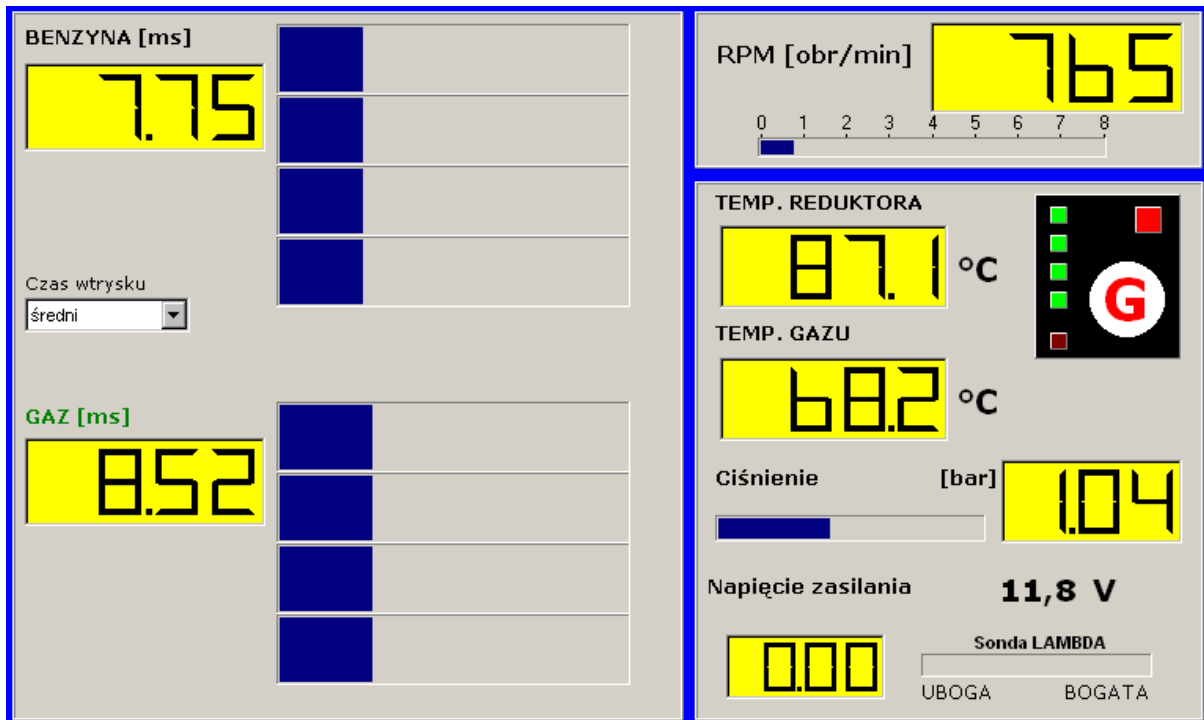 BENZYNA [ms]
7.75
Czas wtrysku
średni
GAZ [ms]
8.52
RPM [obr/min]
765
0 1 2 3 4 5 6 7 8
TEMP. REDUKTORA
87.1 °C
G
TEMP. GAZU
68.2 °C
Ciśnienie [bar] 1.04
Napięcie zasilania 11,8 V
0.00
Sonda LAMBDA
UBOGA BOGATA